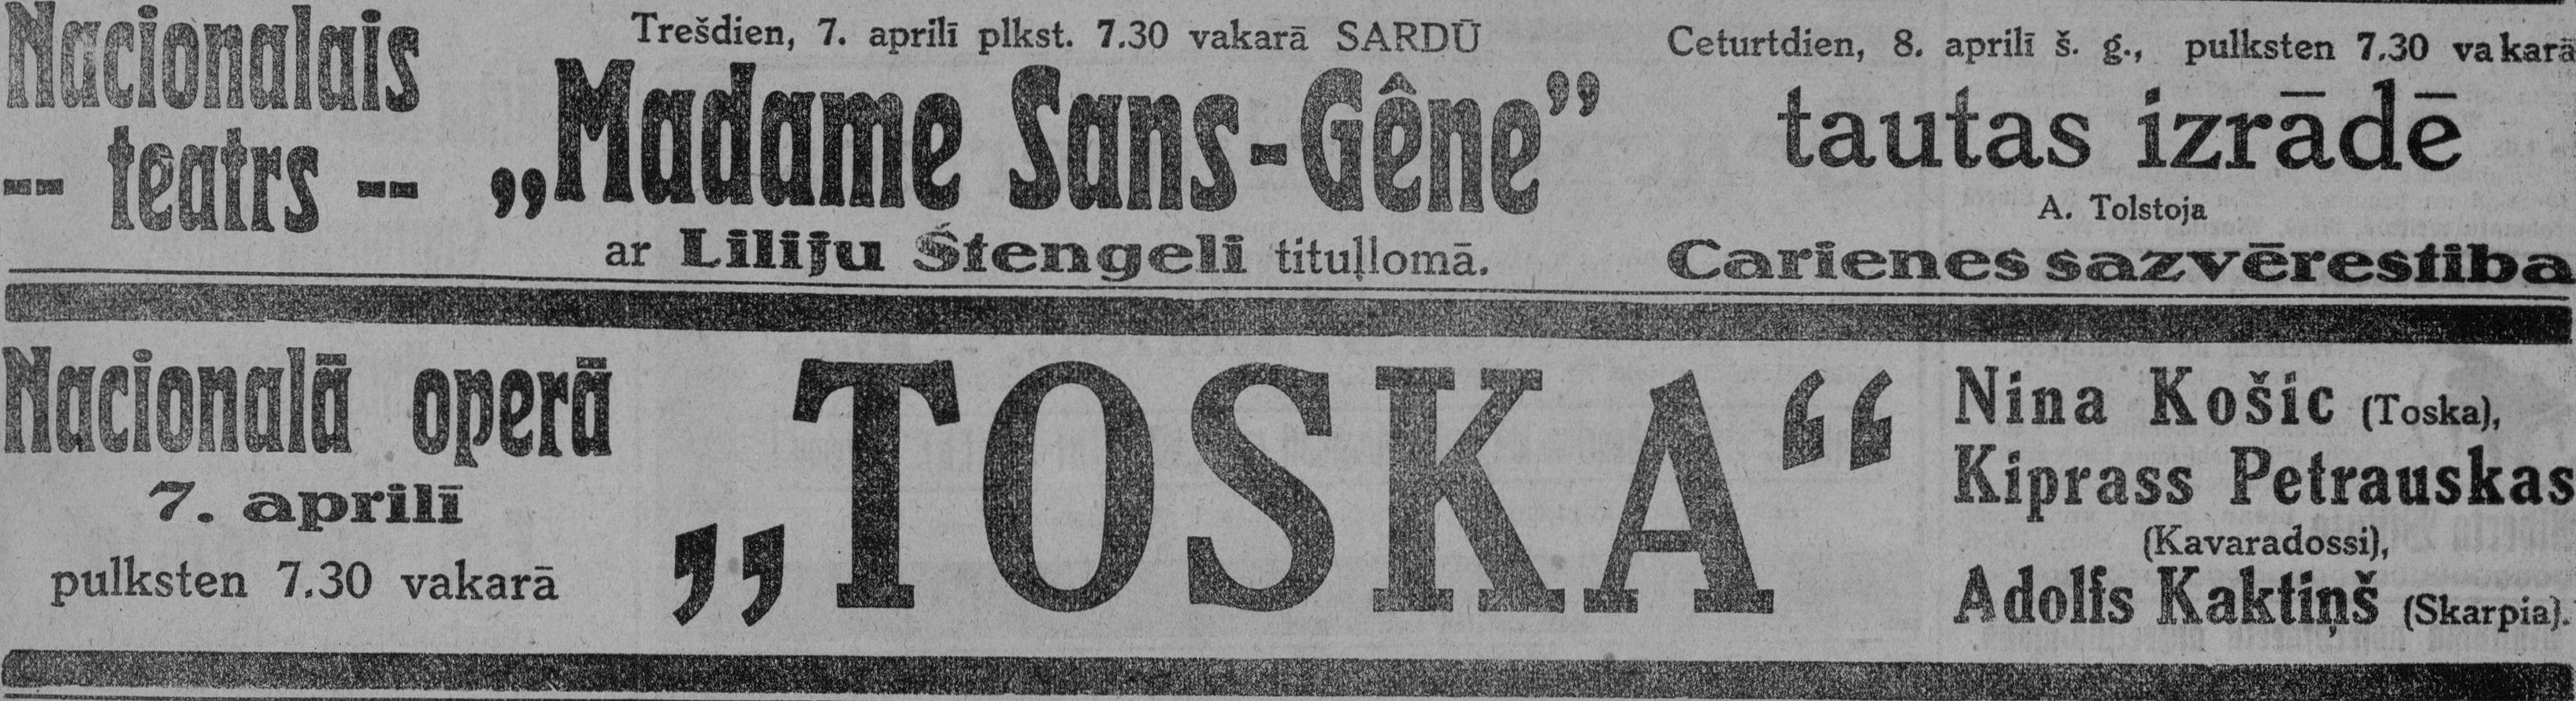 Nacionalais
-- teatrs --
Trešdien, 7. aprilī plkst. 7.30 vakarā SARDŪ
„Madame Sans-Gêne”
ar Liliju Štengeli tituļlomā.
Ceturtdien, 8. aprilī š. g., pulksten 7.30 vakarā
tautas izrādē
A. Tolstoja
Carienes sazvērestiba
Nacionalā operā
7. aprilī
pulksten 7.30 vakarā
„TOSKA“
Nina Košic (Toska),
Kiprass Petrauskas
(Kavaradossi),
Adolfs Kaktiņš (Skarpia).